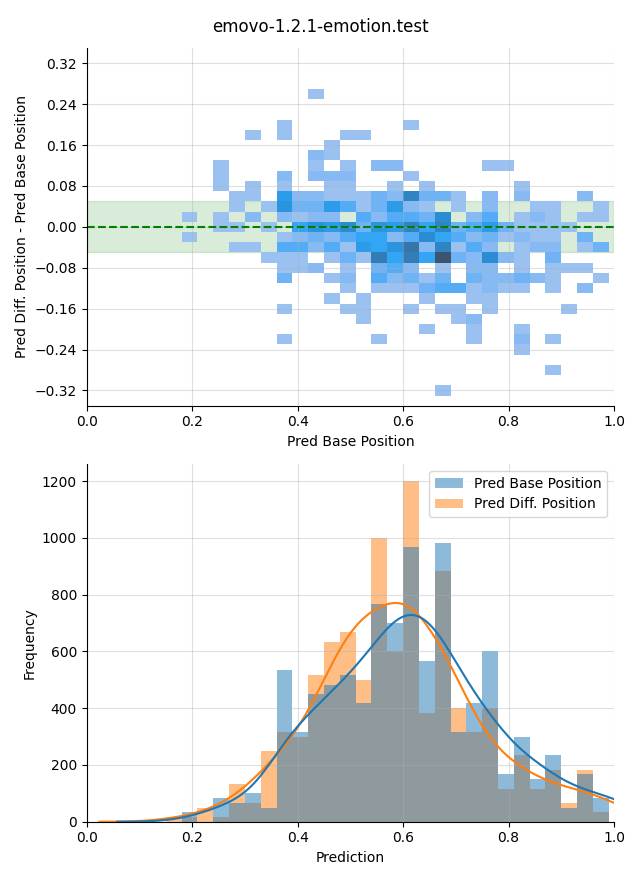 emovo-1.2.1-emotion.test
Pred Diff. Position - Pred Base Position
0.32
0.24
0.16
0.08
0.00
−0.08
−0.16
−0.24
−0.32
0.0 0.2 0.4 0.6 0.8 1.0
Pred Base Position
Frequency
1200
1000
800
600
400
200
0
Pred Base Position
Pred Diff. Position
0.0 0.2 0.4 0.6 0.8 1.0
Prediction